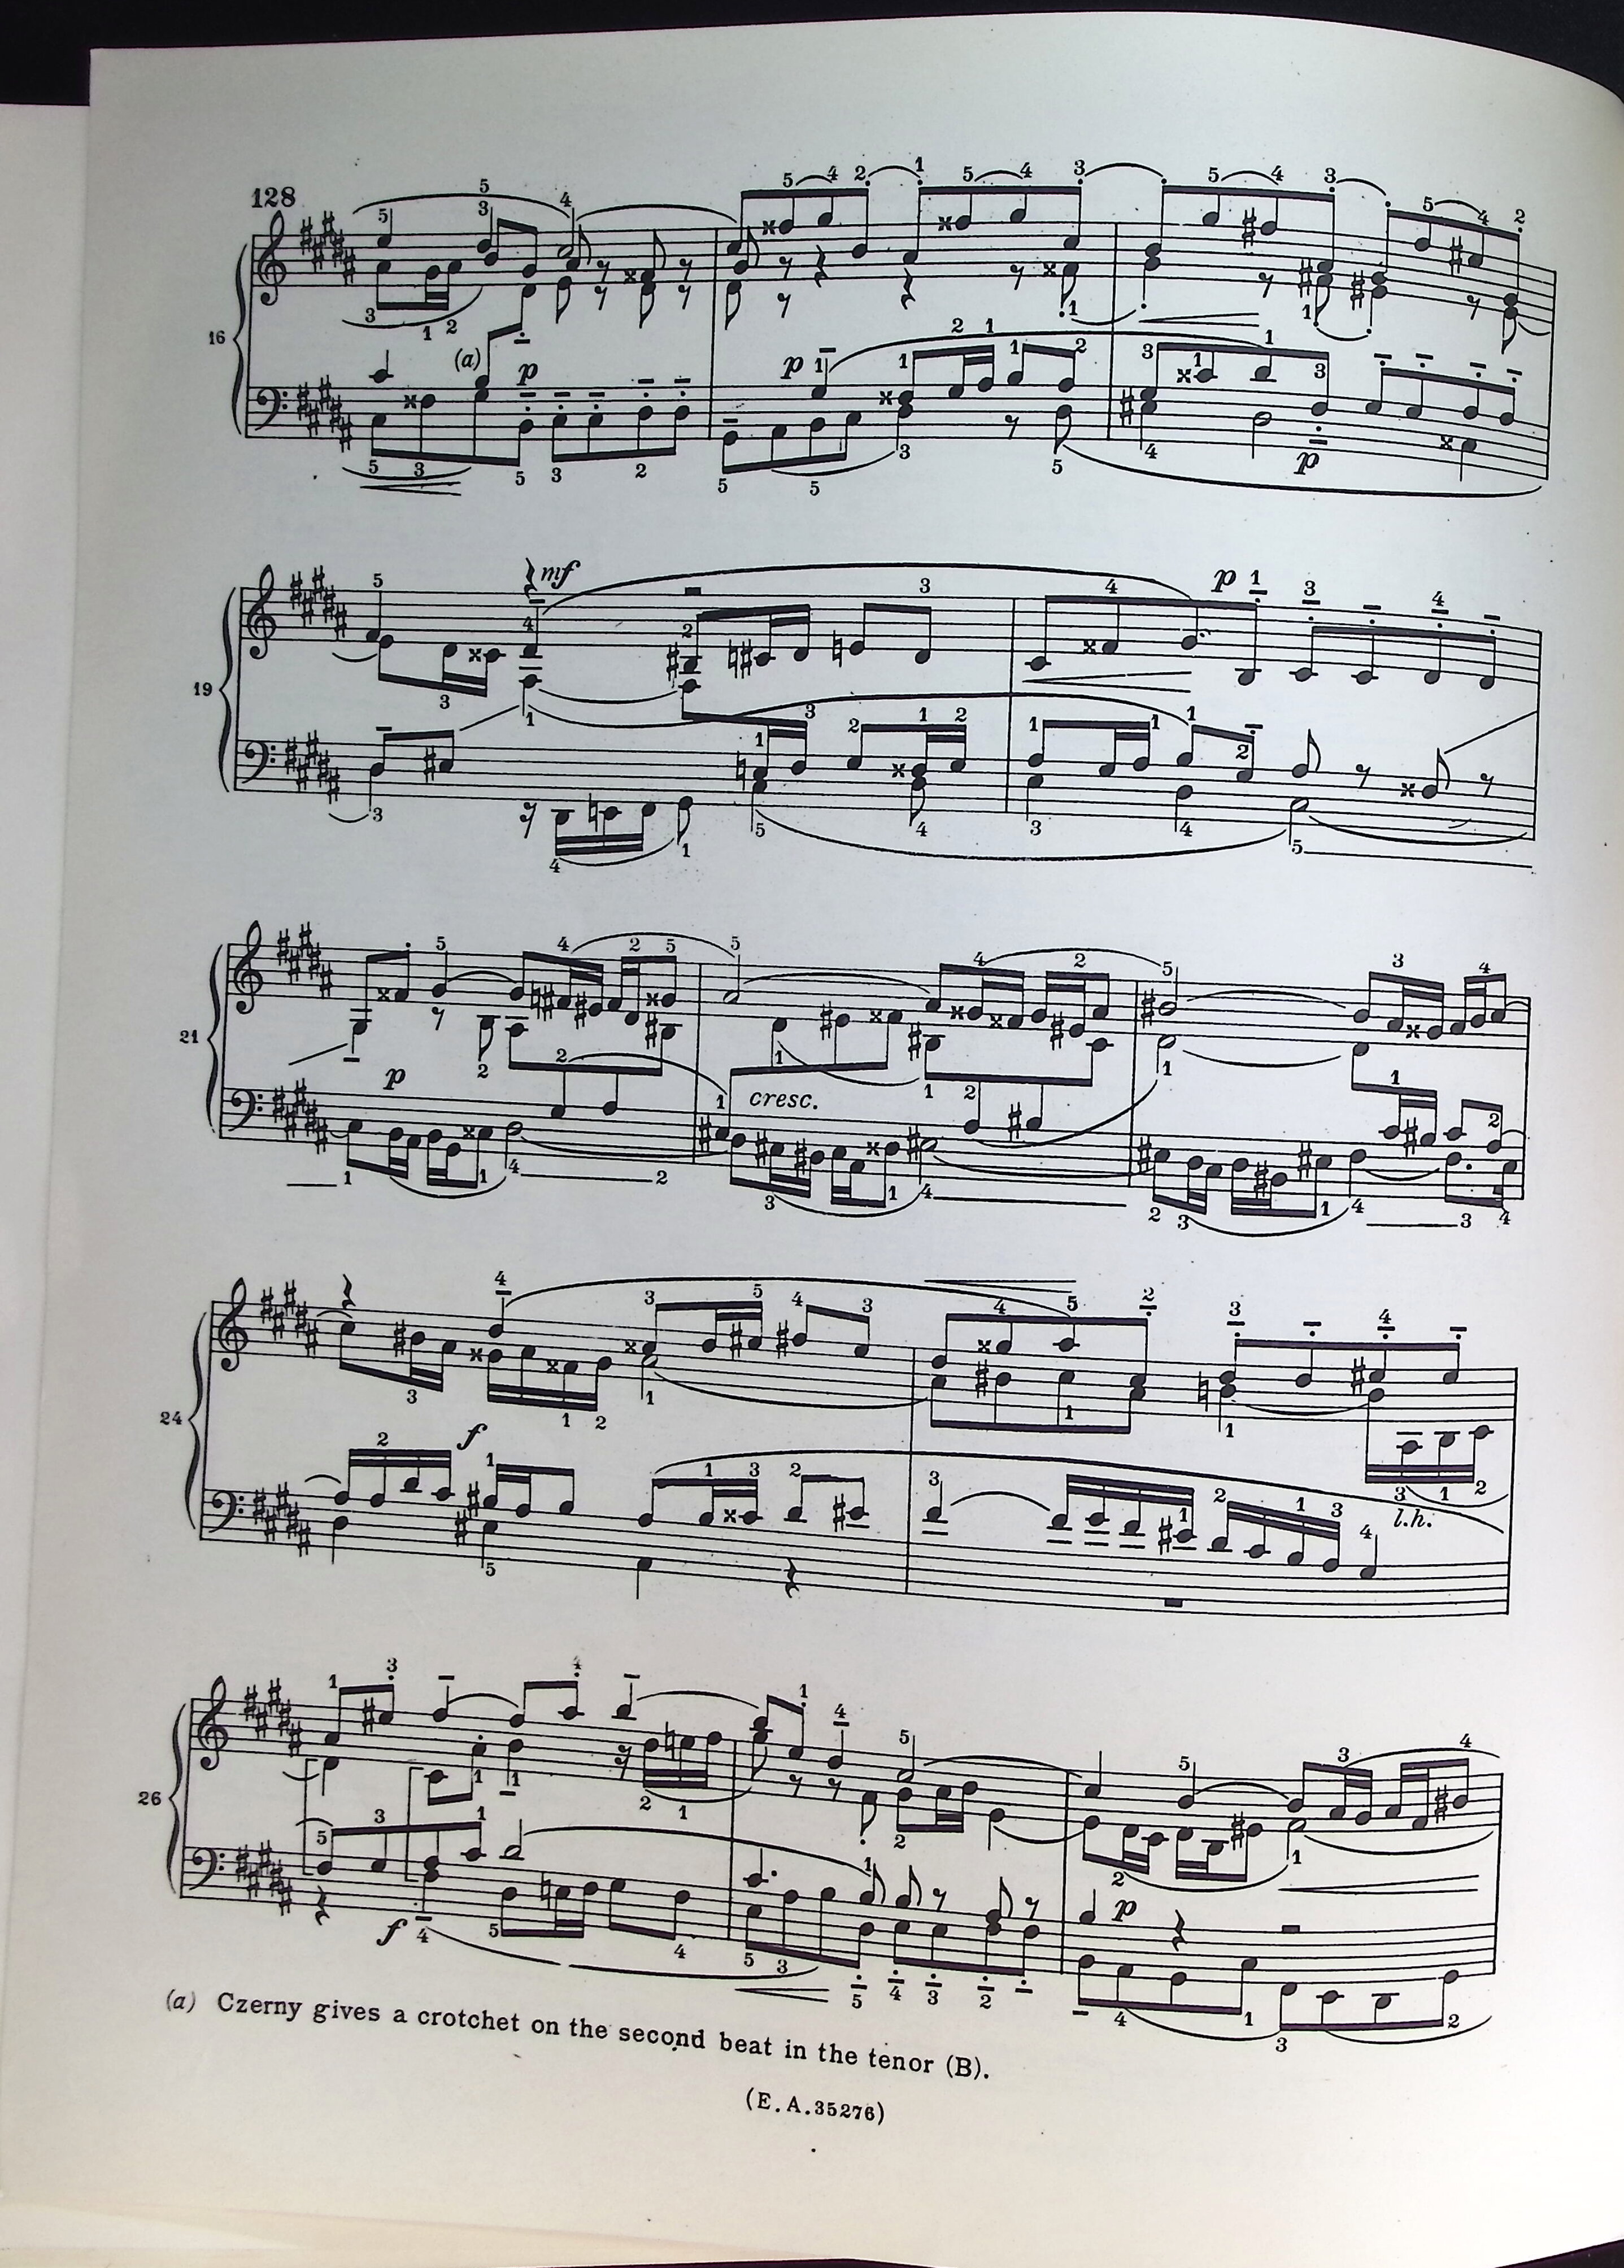 128
16
(a)
p
p
p
19
mf
p
21
p
cresc.
24
f
l.h.
26
f
p
(a) Czerny gives a crotchet on the second beat in the tenor (B).
(E.A.35276)